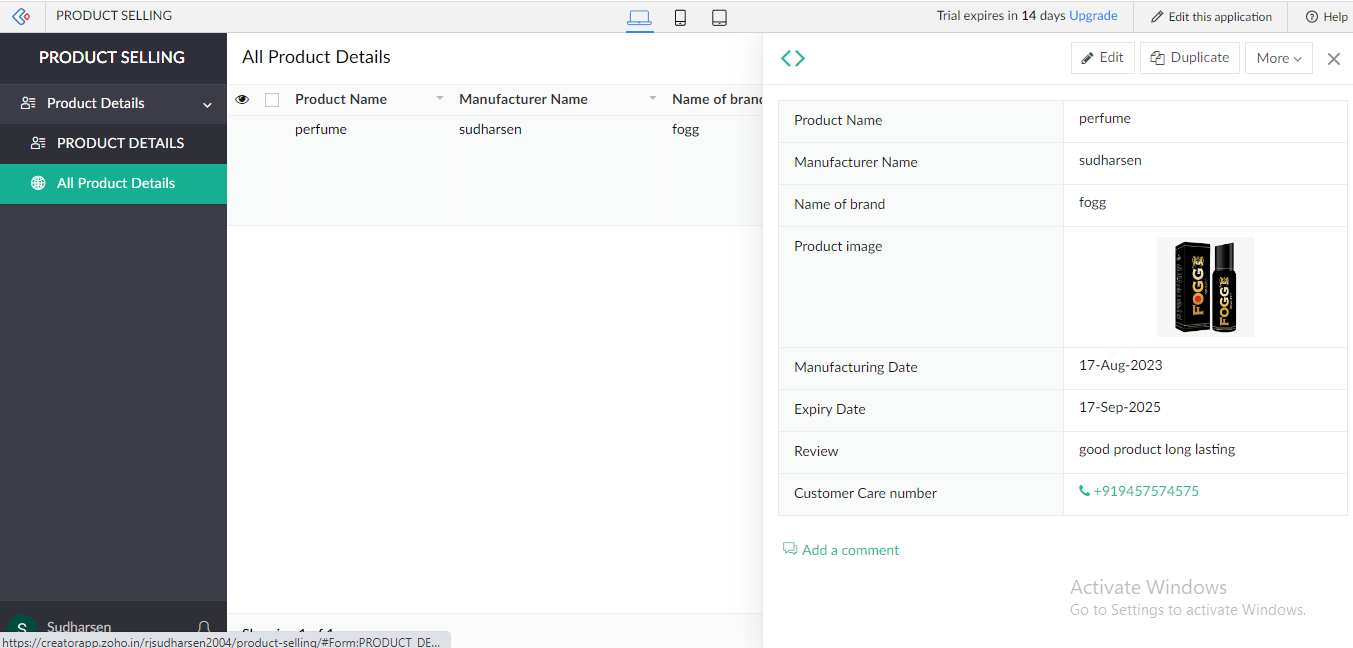 PRODUCT SELLING
Trial expires in 14 days Upgrade
Edit this application
Help
PRODUCT SELLING
Product Details
PRODUCT DETAILS
All Product Details
Sudharsen
S
https://creatorapp.zoho.in/rjsudharsen2004/product-selling/#Form:PRODUCT_DE...
All Product Details
Product Name Manufacturer Name Name of brand
perfume sudharsen fogg
Showing 1 of 1
Edit Duplicate More
Product Name perfume
Manufacturer Name sudharsen
Name of brand fogg
Product image
FOGG
FOGG
Manufacturing Date 17-Aug-2023
Expiry Date 17-Sep-2025
Review good product long lasting
Customer Care number +919457574575
Add a comment
Activate Windows
Go to Settings to activate Windows.